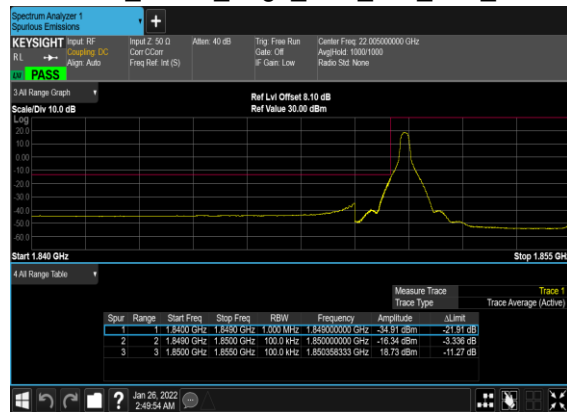 Spectrum Analyzer 1
Spurious Emissions
KEYSIGHT Input: RF Input Z: 50 Ω Atten: 40 dB Trig: Free Run Center Freq: 22.005000000 GHz
RL Coupling: DC Corr CCorr Gate: Off Avg|Hold: 1000/1000
Align: Auto Freq Ref: Int (S) IF Gain: Low Radio Std: None
PASS
3 All Range Graph
Ref Lvl Offset 8.10 dB
Scale/Div 10.0 dB Ref Value 30.00 dBm
Log
20.0
10.0
0.00
-10.0
-20.0
-30.0
-40.0
-50.0
-60.0
Start 1.840 GHz Stop 1.855 GH
4 All Range Table
Measure Trace Trace 1
Trace Type Trace Average (Active)
Spur Range Start Freq Stop Freq RBW Frequency Amplitude ΔLimit
1 1 1.8400 GHz 1.8490 GHz 1.000 MHz 1.849000000 GHz -34.91 dBm -21.91 dB
2 2 1.8490 GHz 1.8500 GHz 100.0 kHz 1.850000000 GHz -16.34 dBm -3.336 dB
3 3 1.8500 GHz 1.8550 GHz 100.0 kHz 1.850358333 GHz 18.73 dBm -11.27 dB
? Jan 26, 2022
2:49:54 AM